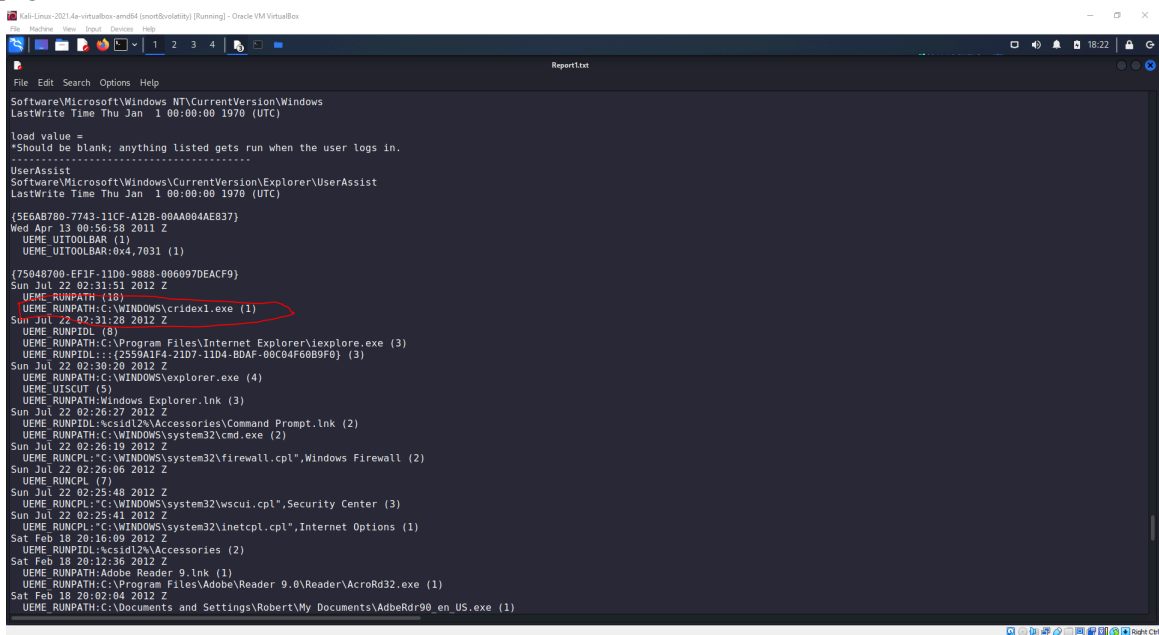 Kali-Linux-2021.4a-virtualbox-amd64 (snort&volatiity) [Running] - Oracle VM VirtualBox
File Machine View Input Devices Help
1 2 3 4 18:22
Report1.txt
File Edit Search Options Help
Software\Microsoft\Windows NT\CurrentVersion\Windows
LastWrite Time Thu Jan  1 00:00:00 1970 (UTC)
load value =
*Should be blank; anything listed gets run when the user logs in.
----------------------------------------
UserAssist
Software\Microsoft\Windows\CurrentVersion\Explorer\UserAssist
LastWrite Time Thu Jan  1 00:00:00 1970 (UTC)
{5E6AB780-7743-11CF-A12B-00AA004AE837}
Wed Apr 13 00:56:58 2011 Z
UEME_UITOOLBAR (1)
UEME_UITOOLBAR:0x4,7031 (1)
{75048700-EF1F-11D0-9888-006097DEACF9}
Sun Jul 22 02:31:51 2012 Z
UEME_RUNPATH (18)
UEME_RUNPATH:C:\WINDOWS\cridex1.exe (1)
Sun Jul 22 02:31:28 2012 Z
UEME_RUNPIDL (8)
UEME_RUNPATH:C:\Program Files\Internet Explorer\iexplore.exe (3)
UEME_RUNPIDL:::{2559A1F4-21D7-11D4-BDAF-00C04F60B9F0} (3)
Sun Jul 22 02:30:20 2012 Z
UEME_RUNPATH:C:\WINDOWS\explorer.exe (4)
UEME_UISCUT (5)
UEME_RUNPATH:Windows Explorer.lnk (3)
Sun Jul 22 02:26:27 2012 Z
UEME_RUNPIDL:%csidl2%\Accessories\Command Prompt.lnk (2)
UEME_RUNPATH:C:\WINDOWS\system32\cmd.exe (2)
Sun Jul 22 02:26:19 2012 Z
UEME_RUNCPL:"C:\WINDOWS\system32\firewall.cpl",Windows Firewall (2)
Sun Jul 22 02:26:06 2012 Z
UEME_RUNCPL (7)
Sun Jul 22 02:25:48 2012 Z
UEME_RUNCPL:"C:\WINDOWS\system32\wscui.cpl",Security Center (3)
Sun Jul 22 02:25:41 2012 Z
UEME_RUNCPL:"C:\WINDOWS\system32\inetcpl.cpl",Internet Options (1)
Sat Feb 18 20:16:09 2012 Z
UEME_RUNPIDL:%csidl2%\Accessories (2)
Sat Feb 18 20:12:36 2012 Z
UEME_RUNPATH:Adobe Reader 9.lnk (1)
UEME_RUNPATH:C:\Program Files\Adobe\Reader 9.0\Reader\AcroRd32.exe (1)
Sat Feb 18 20:02:04 2012 Z
UEME_RUNPATH:C:\Documents and Settings\Robert\My Documents\AdbeRdr90_en_US.exe (1)
Right Ctrl